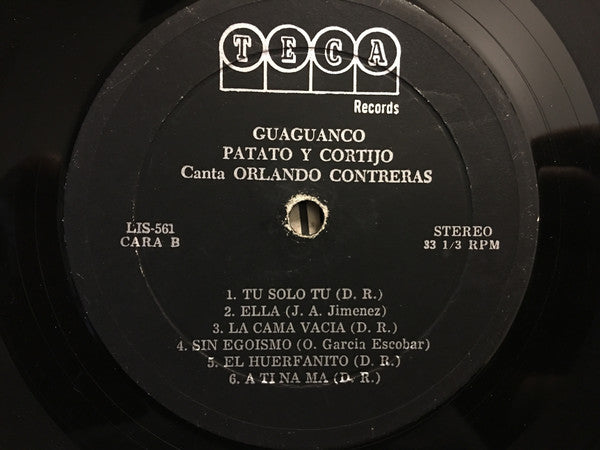 TECA
Records
GUAGUANCO
PATATO Y CORTIJO
Canta ORLANDO CONTRERAS
LIS-561 STEREO
CARA B 33 1/3 RPM
1. TU SOLO TU (D. R.)
2. ELLA (J. A. Jimenez)
3. LA CAMA VACIA (D. R.)
4. SIN EGOISMO (O. Garcia Escobar)
5. EL HUERFANITO (D. R.)
6. A TI NA MA (D. R.)